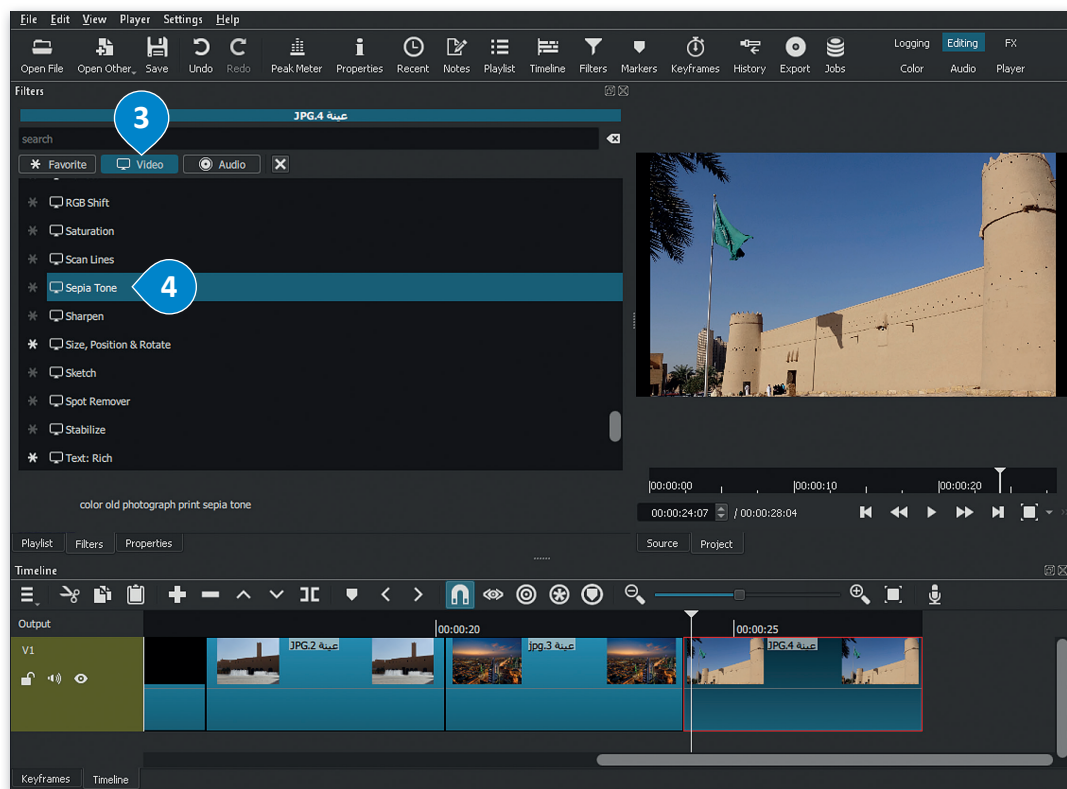 File Edit View Player Settings Help
Open File Open Other.. Save Undo Redo Peak Meter Properties Recent Notes Playlist Timeline Filters Markers Keyframes History Export Jobs
Logging Editing FX
Color Audio Player
Filters
عينة 4.JPG
3
search
Favorite Video Audio
RGB Shift
Saturation
Scan Lines
Sepia Tone
4
Sharpen
Size, Position & Rotate
Sketch
Spot Remover
Stabilize
Text: Rich
color old photograph print sepia tone
00:00:00 00:00:10 00:00:20
00:00:24:07 / 00:00:28:04
Playlist Filters Properties
Source Project
Timeline
Output
00:00:20 00:00:25
V1
عينة 2.JPG
عينة 3.jpg
عينة 4.JPG
Keyframes Timeline